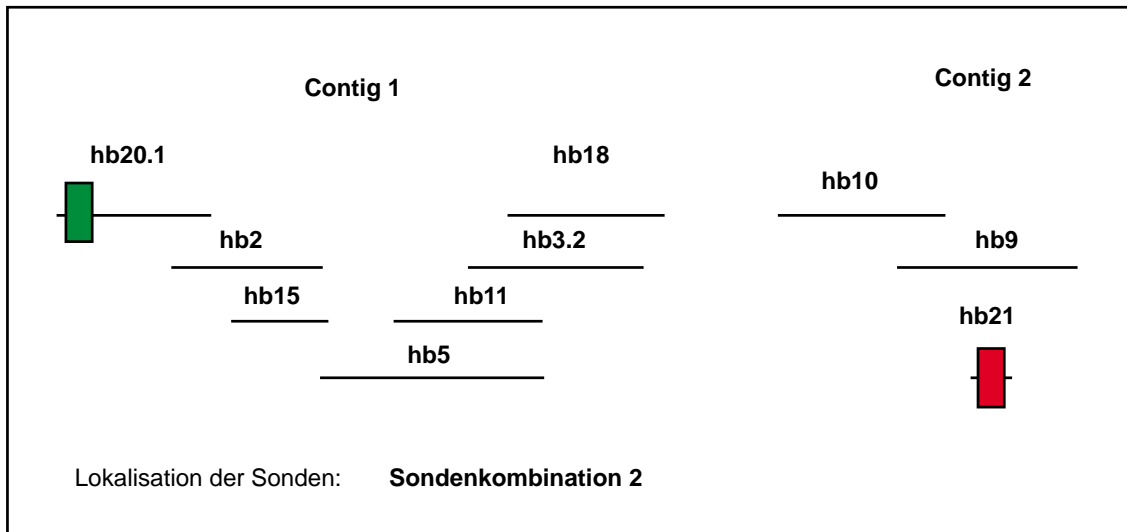 Contig 1
Contig 2
hb20.1
hb18
hb10
hb2
hb3.2
hb9
hb15
hb11
hb21
hb5
Lokalisation der Sonden: Sondenkombination 2